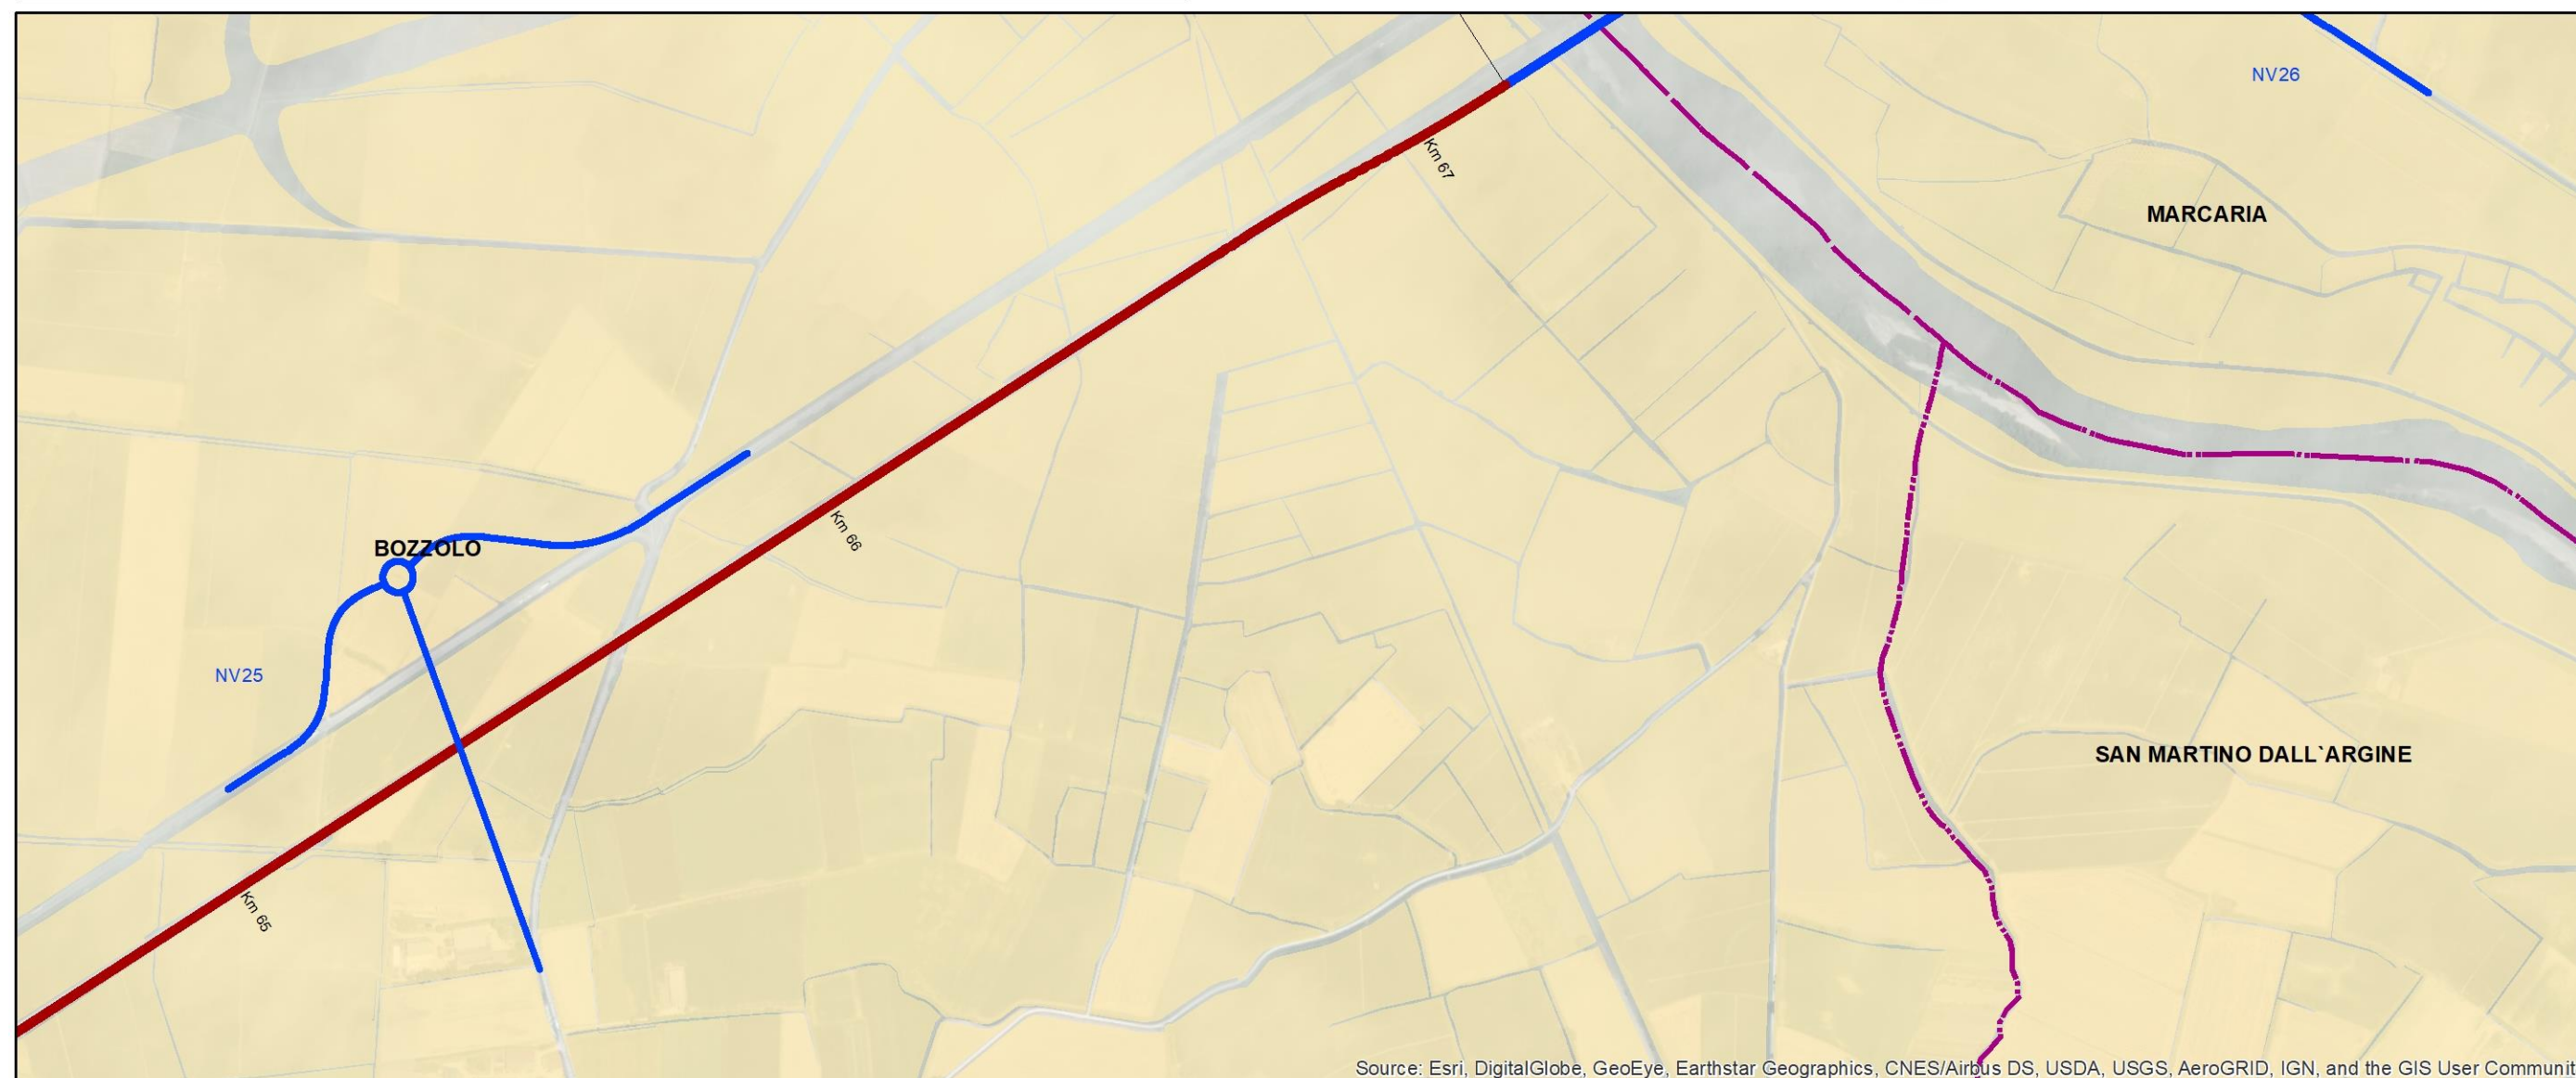 NV26
Km 67
MARCARIA
Km 66
BOZZOLO
NV25
SAN MARTINO DALL`ARGINE
Km 65
Source: Esri, DigitalGlobe, GeoEye, Earthstar Geographics, CNES/Airbus DS, USDA, USGS, AeroGRID, IGN, and the GIS User Communit